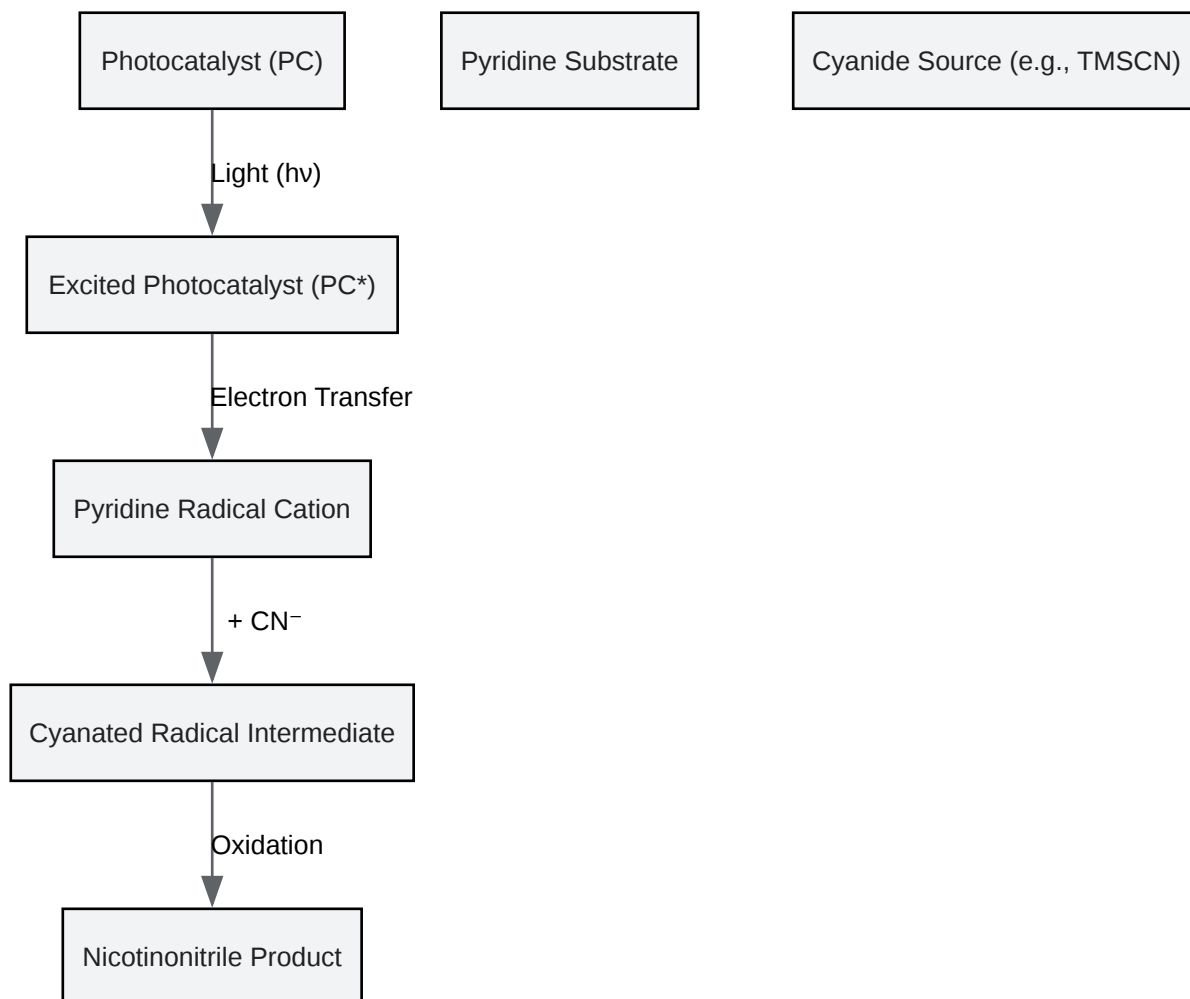 Photocatalyst (PC)
Pyridine Substrate
Cyanide Source (e.g., TMSCN)
Light (hν)
Excited Photocatalyst (PC*)
Electron Transfer
Pyridine Radical Cation
+ CN⁻
Cyanated Radical Intermediate
Oxidation
Nicotinonitrile Product